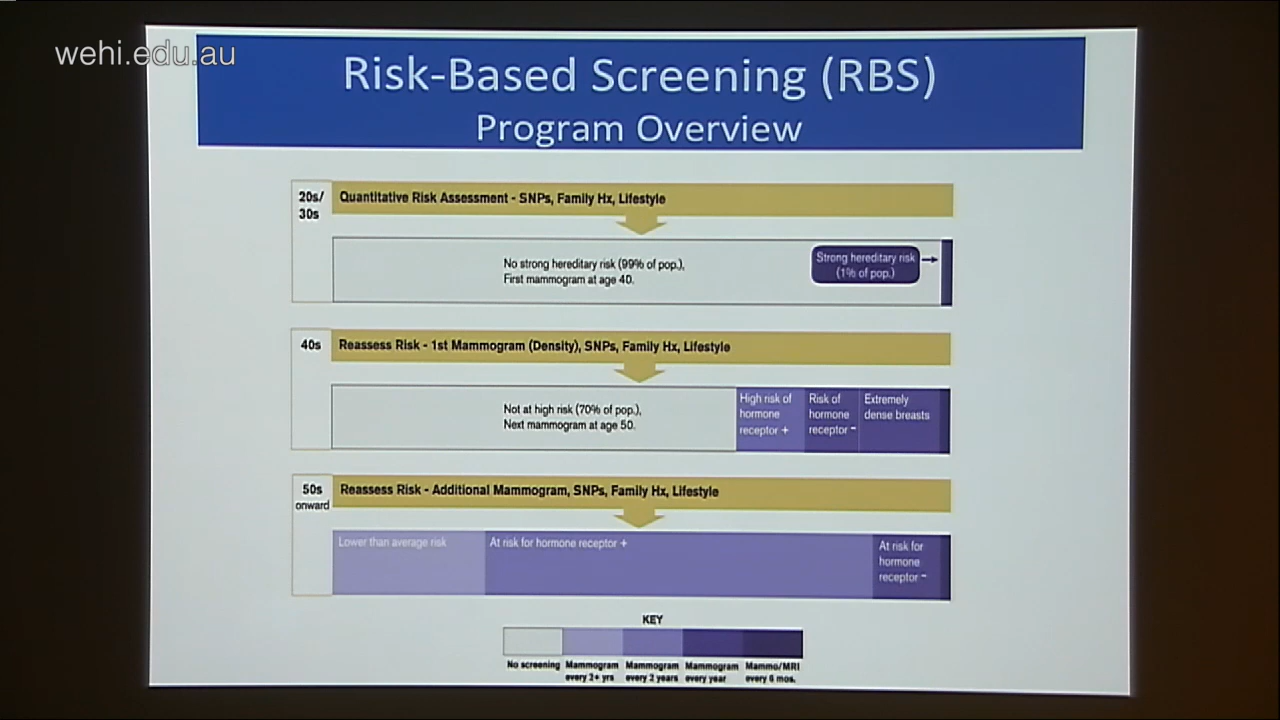 wehi.edu.au
Risk-Based Screening (RBS)
Program Overview
20s/
30s
Quantitative Risk Assessment - SNPs, Family Hx, Lifestyle
No strong hereditary risk (99% of pop.),
First mammogram at age 40.
Strong hereditary risk
(1% of pop.)
40s
Reassess Risk - 1st Mammogram (Density), SNPs, Family Hx, Lifestyle
Not at high risk (70% of pop.),
Next mammogram at age 50.
High risk of
hormone
receptor +
Risk of
hormone
receptor -
Extremely
dense breasts
50s
onward
Reassess Risk - Additional Mammogram, SNPs, Family Hx, Lifestyle
Lower than average risk
At risk for hormone receptor +
At risk for
hormone
receptor -
KEY
No screening
Mammogram
every 2+ yrs
Mammogram
every 2 years
Mammogram
every year
Mammo/MRI
every 6 mos.